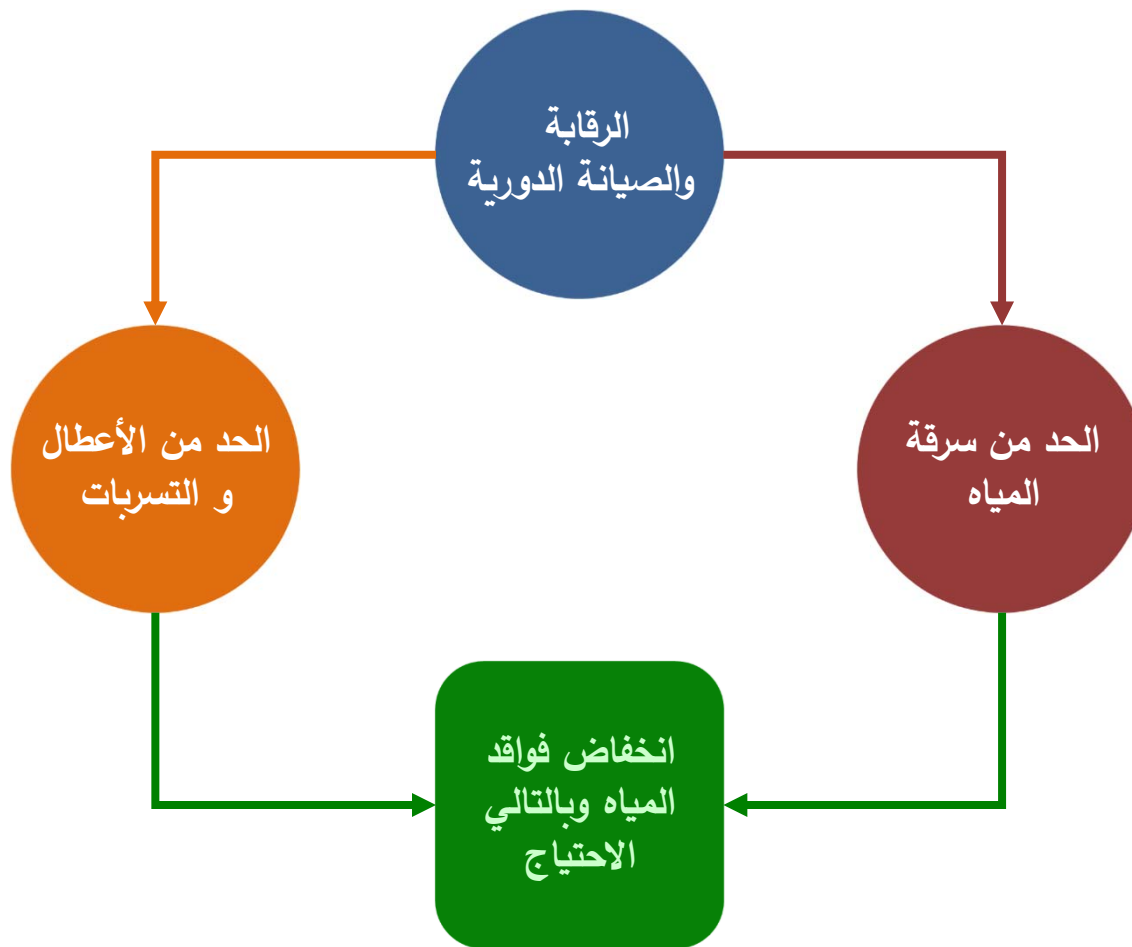 الرقابة
والصيانة الدورية
الحد من سرقة
المياه
الحد من الأعطال
و التسربات
انخفاض فواقد
المياه وبالتالي
الاحتياج